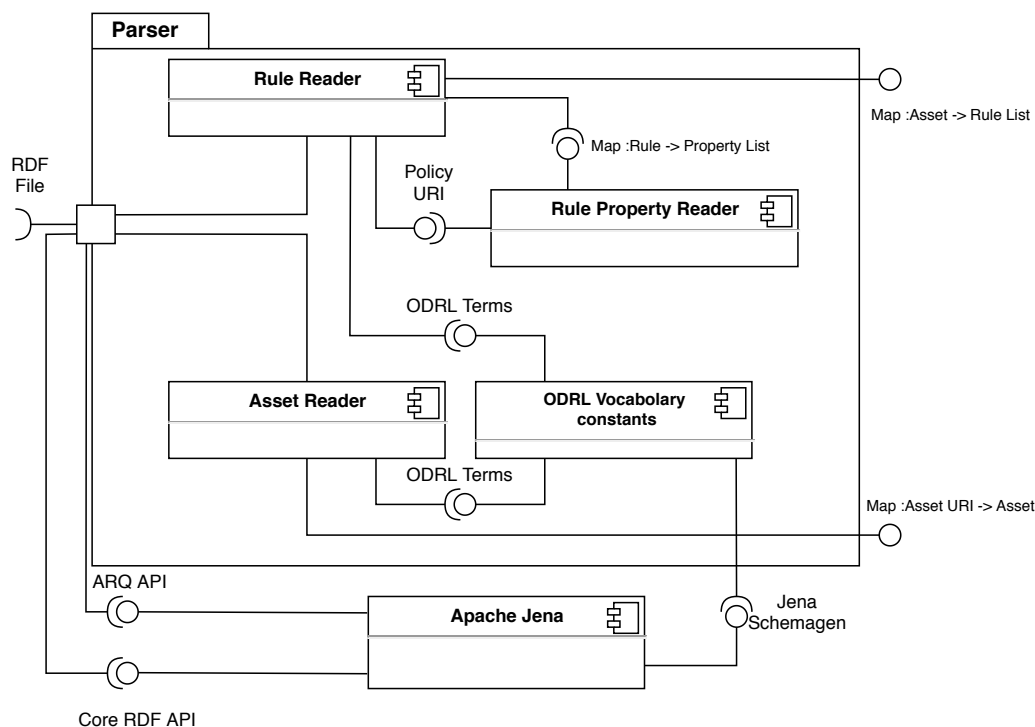 Parser
Rule Reader
Map :Asset -> Rule List
Map :Rule -> Property List
RDF
File
Policy
URI
Rule Property Reader
ODRL Terms
Asset Reader
ODRL Vocabolary
constants
ODRL Terms
Map :Asset URI -> Asset
ARQ API
Apache Jena
Jena
Schemagen
Core RDF API